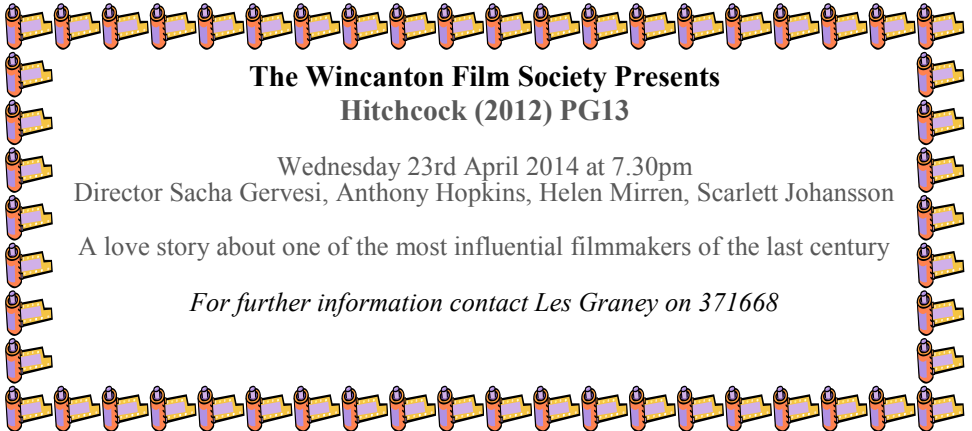 The Wincanton Film Society Presents
Hitchcock (2012) PG13
Wednesday 23rd April 2014 at 7.30pm
Director Sacha Gervesi, Anthony Hopkins, Helen Mirren, Scarlett Johansson
A love story about one of the most influential filmmakers of the last century
For further information contact Les Graney on 371668